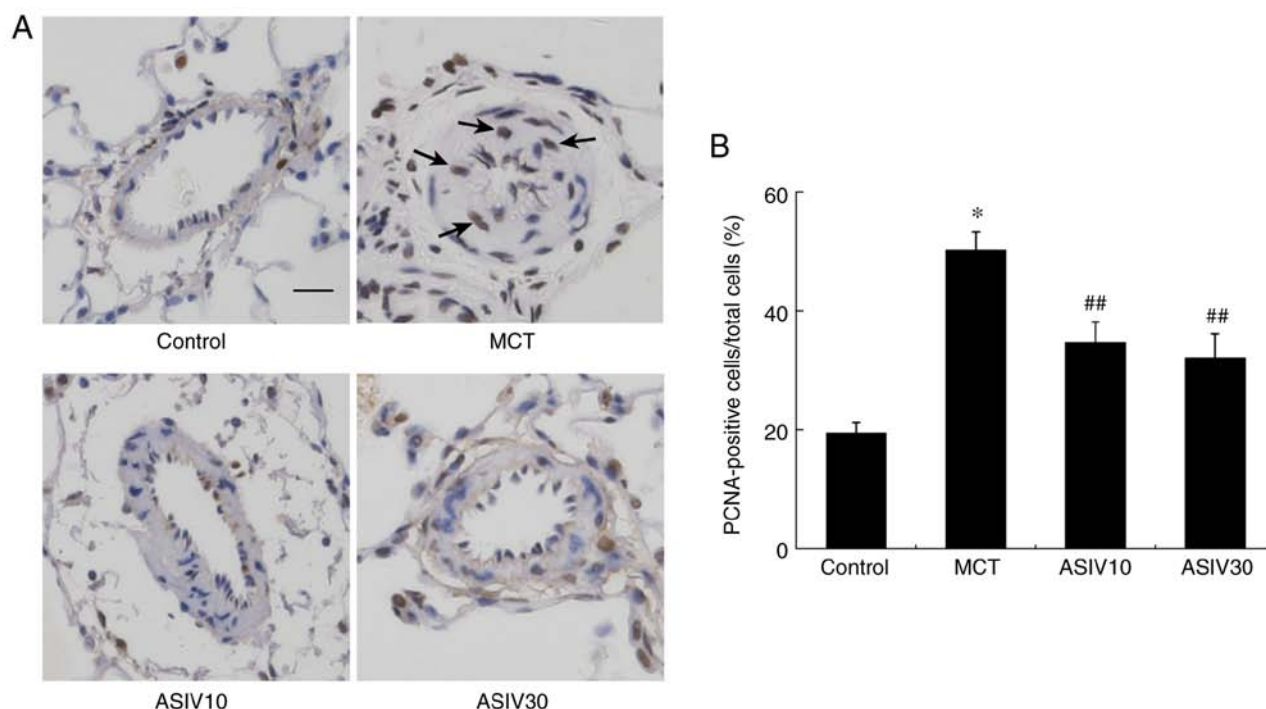 A
Control
MCT
ASIV10
ASIV30
B
PCNA-positive cells/total cells (%)
60
40
20
0
*
##
##
Control
MCT
ASIV10
ASIV30